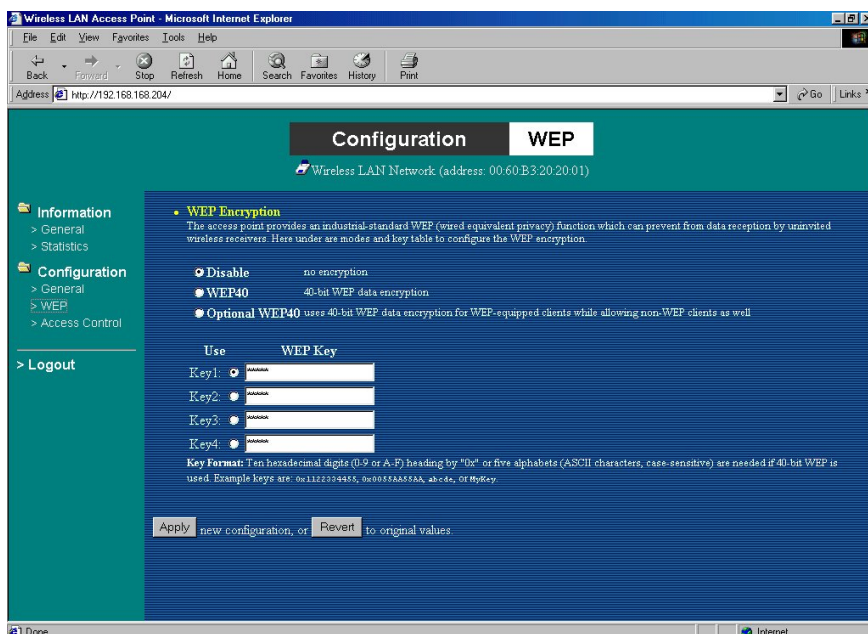 Wireless LAN Access Point - Microsoft Internet Explorer
File Edit View Favorites Tools Help
Back Forward Stop Refresh Home Search Favorites History Print
Address http://192.168.168.204/ Go Links
Configuration WEP
Wireless LAN Network (address: 00:60:B3:20:20:01)
Information
> General
> Statistics
Configuration
> General
> WEP
> Access Control
> Logout
• WEP Encryption
The access point provides an industrial-standard WEP (wired equivalent privacy) function which can prevent from data reception by uninvited
wireless receivers. Here under are modes and key table to configure the WEP encryption.
Disable no encryption
WEP40 40-bit WEP data encryption
Optional WEP40 uses 40-bit WEP data encryption for WEP-equipped clients while allowing non-WEP clients as well
Use WEP Key
Key1: *****
Key2: *****
Key3: *****
Key4: *****
Key Format: Ten hexadecimal digits (0-9 or A-F) heading by "0x" or five alphabets (ASCII characters, case-sensitive) are needed if 40-bit WEP is
used. Example keys are: 0x1122334455, 0x0055AA55AA, abcde, or MyKey.
Apply new configuration, or Revert to original values.
Done Internet